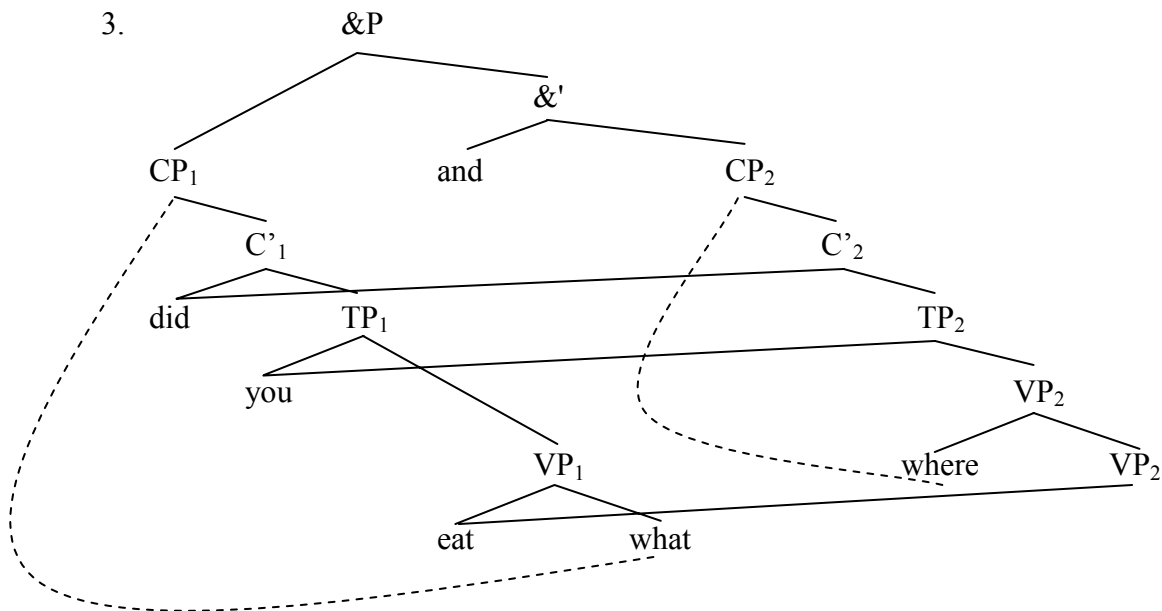 3. &P
&'
CP₁ and CP₂
C’₁ C’₂
did TP₁ TP₂
you VP₂
VP₁ where VP₂
eat what